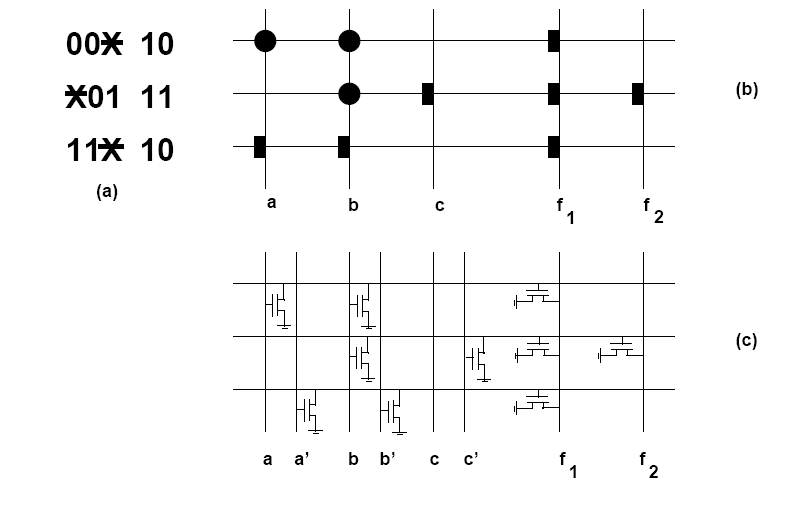 00X 10
X01 11
11X 10
(a)
(b)
a b c f1 f2
(c)
a a' b b' c c' f1 f2